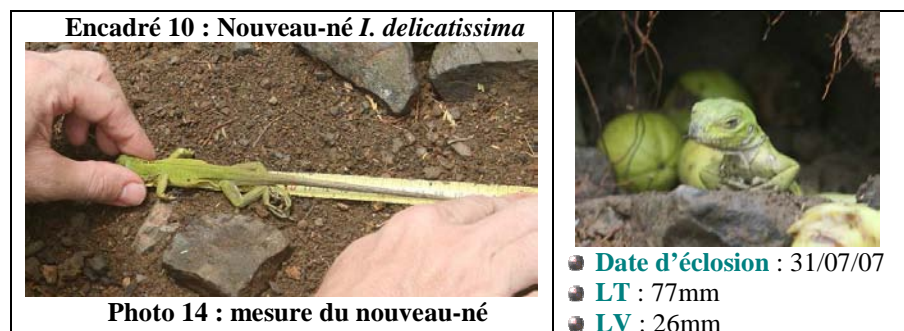 Encadré 10 : Nouveau-né I. delicatissima
Photo 14 : mesure du nouveau-né
Date d’éclosion : 31/07/07
LT : 77mm
LV : 26mm